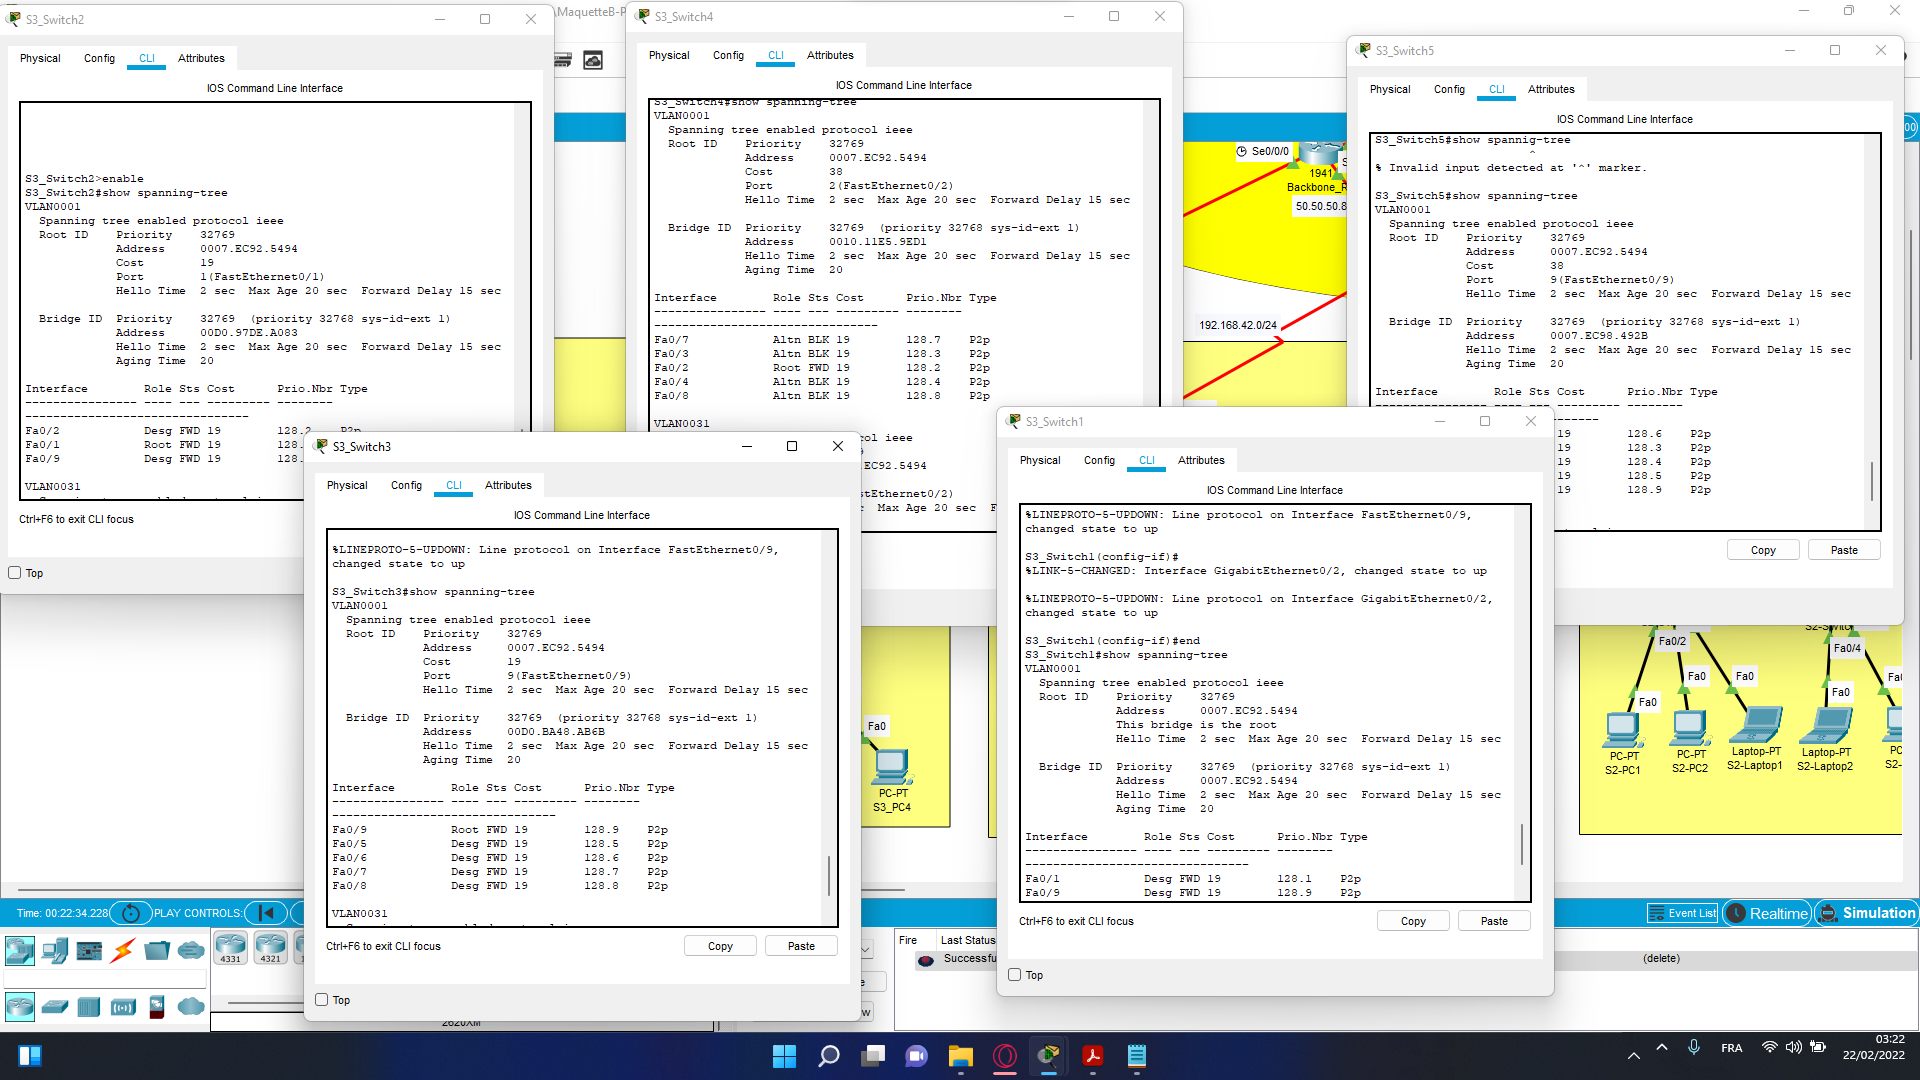 S3_Switch2
Physical Config CLI Attributes
IOS Command Line Interface
S3_Switch2>enable
S3_Switch2#show spanning-tree
VLAN0001
Spanning tree enabled protocol ieee
Root ID Priority 32769
Address 0007.EC92.5494
Cost 19
Port 1(FastEthernet0/1)
Hello Time 2 sec Max Age 20 sec Forward Delay 15 sec
Bridge ID Priority 32769 (priority 32768 sys-id-ext 1)
Address 00D0.97DE.A083
Hello Time 2 sec Max Age 20 sec Forward Delay 15 sec
Aging Time 20
Interface Role Sts Cost Prio.Nbr Type
---------------- ---- --- --------- -------- --------------------------------
Fa0/2 Desg FWD 19 128.2 P2p
Fa0/1 Root FWD 19 128.
Fa0/9 Desg FWD 19 128.
VLAN0031
Ctrl+F6 to exit CLI focus
Top
\MaquetteB-P
S3_Switch4
Physical Config CLI Attributes
IOS Command Line Interface
S3_Switch4#show spanning-tree
VLAN0001
Spanning tree enabled protocol ieee
Root ID Priority 32769
Address 0007.EC92.5494
Cost 38
Port 2(FastEthernet0/2)
Hello Time 2 sec Max Age 20 sec Forward Delay 15 sec
Bridge ID Priority 32769 (priority 32768 sys-id-ext 1)
Address 0010.11E5.9ED1
Hello Time 2 sec Max Age 20 sec Forward Delay 15 sec
Aging Time 20
Interface Role Sts Cost Prio.Nbr Type
---------------- ---- --- --------- -------- --------------------------------
Fa0/7 Altn BLK 19 128.7 P2p
Fa0/3 Altn BLK 19 128.3 P2p
Fa0/2 Root FWD 19 128.2 P2p
Fa0/4 Altn BLK 19 128.4 P2p
Fa0/8 Altn BLK 19 128.8 P2p
VLAN0031
col ieee
EC92.5494
stEthernet0/2)
c Max Age 20 sec Forward Delay 15 s
Se0/0/0
1941
Backbone_R
50.50.50.8
192.168.42.0/24
S3_Switch5
Physical Config CLI Attributes
IOS Command Line Interface
S3_Switch5#show spannig-tree
^
% Invalid input detected at '^' marker.
S3_Switch5#show spanning-tree
VLAN0001
Spanning tree enabled protocol ieee
Root ID Priority 32769
Address 0007.EC92.5494
Cost 38
Port 9(FastEthernet0/9)
Hello Time 2 sec Max Age 20 sec Forward Delay 15 sec
Bridge ID Priority 32769 (priority 32768 sys-id-ext 1)
Address 0007.EC98.492B
Hello Time 2 sec Max Age 20 sec Forward Delay 15 sec
Aging Time 20
Interface Role Sts Cost Prio.Nbr Type
19 128.6 P2p
19 128.3 P2p
19 128.4 P2p
19 128.5 P2p
19 128.9 P2p
Copy Paste
S3_Switch3
Physical Config CLI Attributes
IOS Command Line Interface
%LINEPROTO-5-UPDOWN: Line protocol on Interface FastEthernet0/9,
changed state to up
S3_Switch3#show spanning-tree
VLAN0001
Spanning tree enabled protocol ieee
Root ID Priority 32769
Address 0007.EC92.5494
Cost 19
Port 9(FastEthernet0/9)
Hello Time 2 sec Max Age 20 sec Forward Delay 15 sec
Bridge ID Priority 32769 (priority 32768 sys-id-ext 1)
Address 00D0.BA48.AB6B
Hello Time 2 sec Max Age 20 sec Forward Delay 15 sec
Aging Time 20
Interface Role Sts Cost Prio.Nbr Type
---------------- ---- --- --------- -------- --------------------------------
Fa0/9 Root FWD 19 128.9 P2p
Fa0/5 Desg FWD 19 128.5 P2p
Fa0/6 Desg FWD 19 128.6 P2p
Fa0/7 Desg FWD 19 128.7 P2p
Fa0/8 Desg FWD 19 128.8 P2p
VLAN0031
Ctrl+F6 to exit CLI focus
Copy Paste
Top
S3_Switch1
Physical Config CLI Attributes
IOS Command Line Interface
%LINEPROTO-5-UPDOWN: Line protocol on Interface FastEthernet0/9,
changed state to up
S3_Switch1(config-if)#
%LINK-5-CHANGED: Interface GigabitEthernet0/2, changed state to up
%LINEPROTO-5-UPDOWN: Line protocol on Interface GigabitEthernet0/2,
changed state to up
S3_Switch1(config-if)#end
S3_Switch1#show spanning-tree
VLAN0001
Spanning tree enabled protocol ieee
Root ID Priority 32769
Address 0007.EC92.5494
This bridge is the root
Hello Time 2 sec Max Age 20 sec Forward Delay 15 sec
Bridge ID Priority 32769 (priority 32768 sys-id-ext 1)
Address 0007.EC92.5494
Hello Time 2 sec Max Age 20 sec Forward Delay 15 sec
Aging Time 20
Interface Role Sts Cost Prio.Nbr Type
---------------- ---- --- --------- -------- --------------------------------
Fa0/1 Desg FWD 19 128.1 P2p
Fa0/9 Desg FWD 19 128.9 P2p
Ctrl+F6 to exit CLI focus
Copy Paste
Top
Fa0
PC-PT
S3_PC4
Fa0/2
Fa0/4
Fa0 Fa0
Fa0 Fa0 Fa0
PC-PT
S2-PC1
PC-PT
S2-PC2
Laptop-PT
S2-Laptop1
Laptop-PT
S2-Laptop2
PC
S2-
Time: 00:22:34.228 PLAY CONTROLS:
Event List Realtime Simulation
4331 4321
2620XM
Fire Last Status
Successfu (delete)
FRA
03:22
22/02/2022